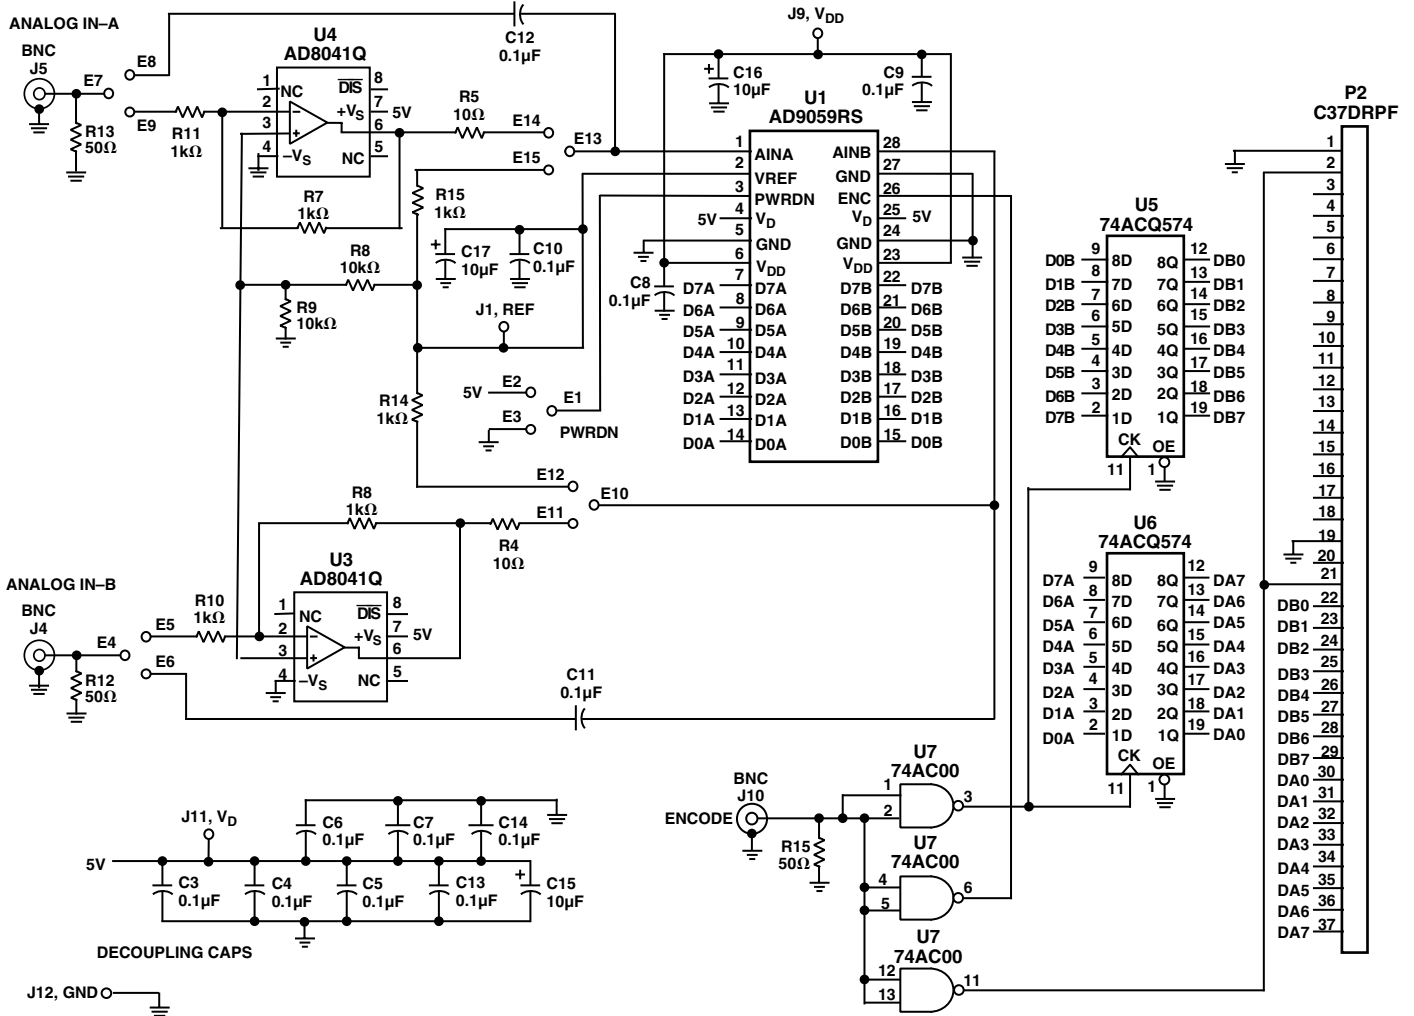 ANALOG IN–A
BNC
J5
E7
R13
50Ω
E8
E9
R11
1kΩ
C12
0.1µF
U4
AD8041Q
1
NC
2
3
4
–VS
DIS
8
+VS
7
5V
6
NC
5
R5
10Ω
E14
E13
E15
R7
1kΩ
R15
1kΩ
R8
10kΩ
R9
10kΩ
C17
10µF
C10
0.1µF
J1, REF
R14
1kΩ
5V
E2
E3
E1
PWRDN
E12
E10
E11
R8
1kΩ
R4
10Ω
ANALOG IN–B
BNC
J4
E4
R12
50Ω
E5
E6
R10
1kΩ
U3
AD8041Q
1
NC
2
3
4
–VS
DIS
8
+VS
7
5V
6
NC
5
C11
0.1µF
J9, VDD
C16
10µF
C9
0.1µF
U1
AD9059RS
1 AINA
2 VREF
3 PWRDN
5V 4 VD
5 GND
6 VDD
C8
0.1µF
D7A 7 D7A
D6A 8 D6A
D5A 9 D5A
D4A 10 D4A
D3A 11 D3A
D2A 12 D2A
D1A 13 D1A
D0A 14 D0A
AINB 28
GND 27
ENC 26
VD 25 5V
GND 24
VDD 23
D7B 22 D7B
D6B 21 D6B
D5B 20 D5B
D4B 19 D4B
D3B 18 D3B
D2B 17 D2B
D1B 16 D1B
D0B 15 D0B
U5
74ACQ574
D0B 9 8D 8Q 12 DB0
D1B 8 7D 7Q 13 DB1
D2B 7 6D 6Q 14 DB2
D3B 6 5D 5Q 15 DB3
D4B 5 4D 4Q 16 DB4
D5B 4 3D 3Q 17 DB5
D6B 3 2D 2Q 18 DB6
D7B 2 1D 1Q 19 DB7
CK OE
11 1
U6
74ACQ574
D7A 9 8D 8Q 12 DA7
D6A 8 7D 7Q 13 DA6
D5A 7 6D 6Q 14 DA5
D4A 6 5D 5Q 15 DA4
D3A 5 4D 4Q 16 DA3
D2A 4 3D 3Q 17 DA2
D1A 3 2D 2Q 18 DA1
D0A 2 1D 1Q 19 DA0
CK OE
11 1
P2
C37DRPF
1
2
3
4
5
6
7
8
9
10
11
12
13
14
15
16
17
18
19
20
21
DB0 22
DB1 23
DB2 24
DB3 25
DB4 26
DB5 27
DB6 28
DB7 29
DA0 30
DA1 31
DA2 32
DA3 33
DA4 34
DA5 35
DA6 36
DA7 37
BNC
J10
ENCODE
R15
50Ω
U7
74AC00
1
2
3
U7
74AC00
4
5
6
U7
74AC00
12
13
11
J11, VD
5V
C6
0.1µF
C7
0.1µF
C14
0.1µF
C3
0.1µF
C4
0.1µF
C5
0.1µF
C13
0.1µF
C15
10µF
DECOUPLING CAPS
J12, GND